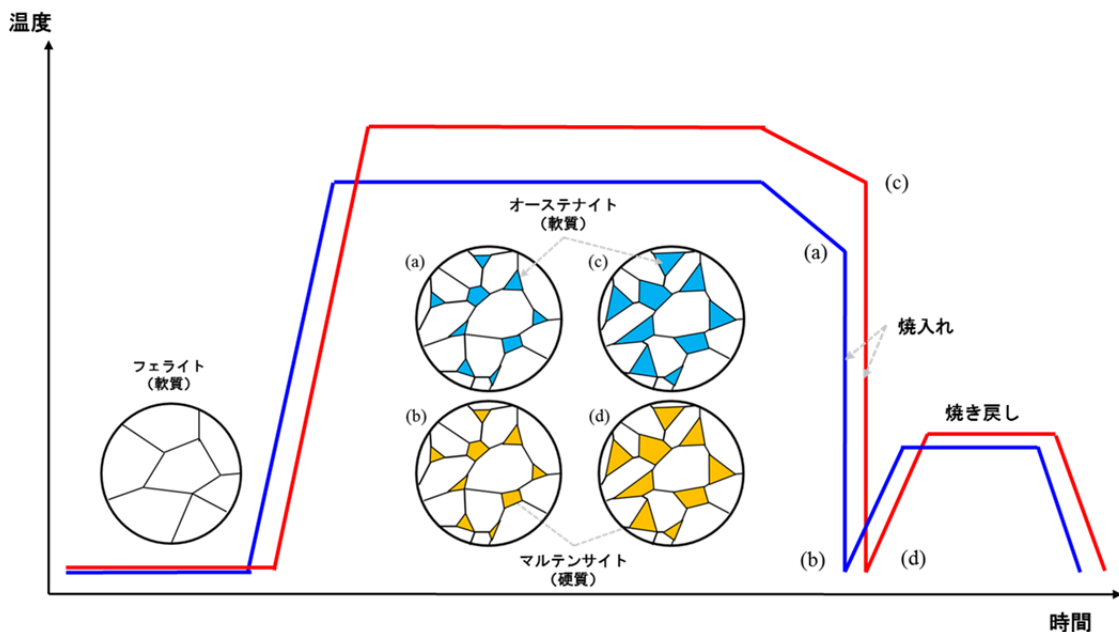 温度
オーステナイト
（軟質）
(a)
(c)
(c)
(a)
焼入れ
フェライト
（軟質）
(b)
(d)
焼き戻し
マルテンサイト
（硬質）
(b)
(d)
時間